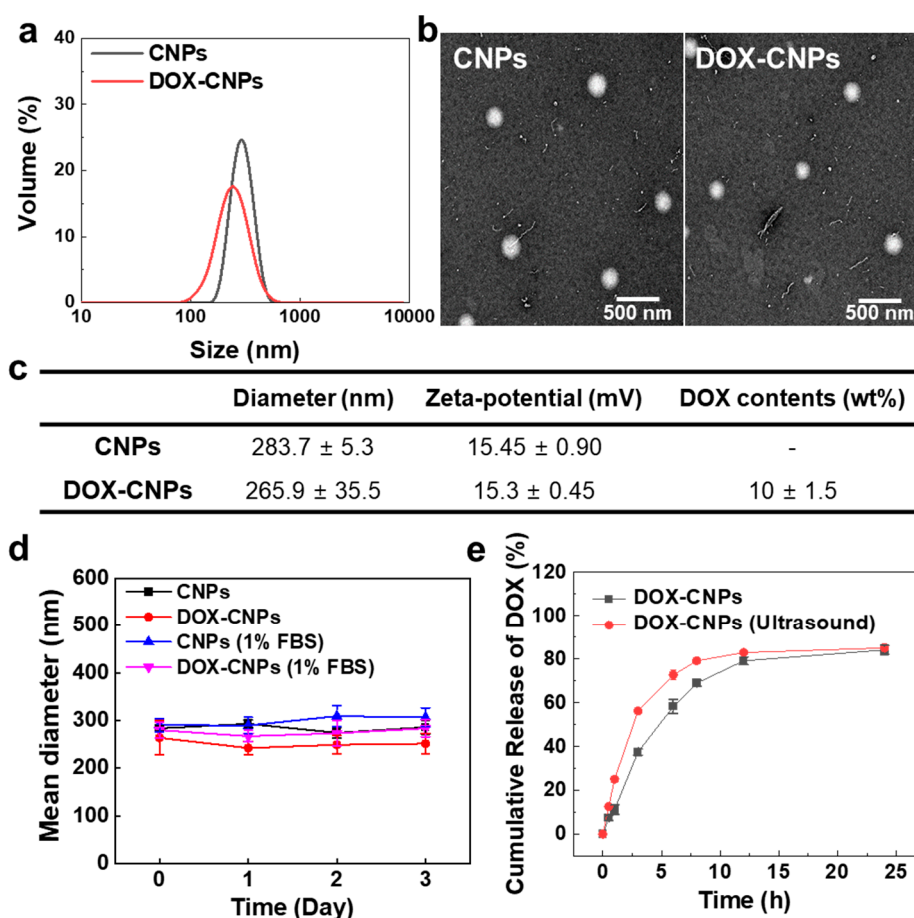 a
40
30
20
10
0
Volume (%)
CNPs
DOX-CNPs
10
100
1000
10000
Size (nm)
b
CNPs
500 nm
DOX-CNPs
500 nm
c
Diameter (nm) Zeta-potential (mV) DOX contents (wt%)
CNPs 283.7 ± 5.3 15.45 ± 0.90 -
DOX-CNPs 265.9 ± 35.5 15.3 ± 0.45 10 ± 1.5
d
600
500
400
300
200
100
0
Mean diameter (nm)
CNPs
DOX-CNPs
CNPs (1% FBS)
DOX-CNPs (1% FBS)
0 1 2 3
Time (Day)
e
120
100
80
60
40
20
0
Cumulative Release of DOX (%)
DOX-CNPs
DOX-CNPs (Ultrasound)
0 5 10 15 20 25
Time (h)